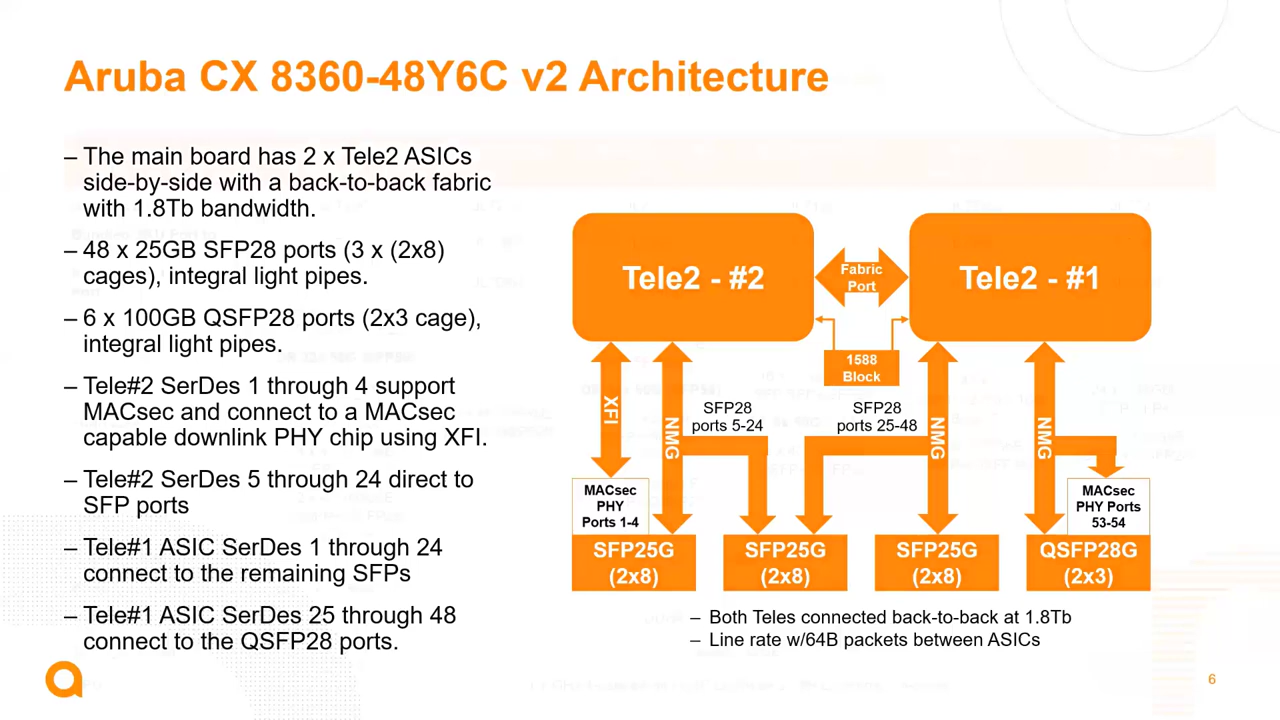 Aruba CX 8360-48Y6C v2 Architecture
– The main board has 2 x Tele2 ASICs
side-by-side with a back-to-back fabric
with 1.8Tb bandwidth.
– 48 x 25GB SFP28 ports (3 x (2x8)
cages), integral light pipes.
– 6 x 100GB QSFP28 ports (2x3 cage),
integral light pipes.
– Tele#2 SerDes 1 through 4 support
MACsec and connect to a MACsec
capable downlink PHY chip using XFI.
– Tele#2 SerDes 5 through 24 direct to
SFP ports
– Tele#1 ASIC SerDes 1 through 24
connect to the remaining SFPs
– Tele#1 ASIC SerDes 25 through 48
connect to the QSFP28 ports.
Tele2 - #2
Fabric
Port
Tele2 - #1
1588
Block
XFI
NMG
SFP28
ports 5-24
SFP28
ports 25-48
NMG
NMG
MACsec
PHY
Ports 1-4
MACsec
PHY Ports
53-54
SFP25G
(2x8)
SFP25G
(2x8)
SFP25G
(2x8)
QSFP28G
(2x3)
– Both Teles connected back-to-back at 1.8Tb
– Line rate w/64B packets between ASICs
6